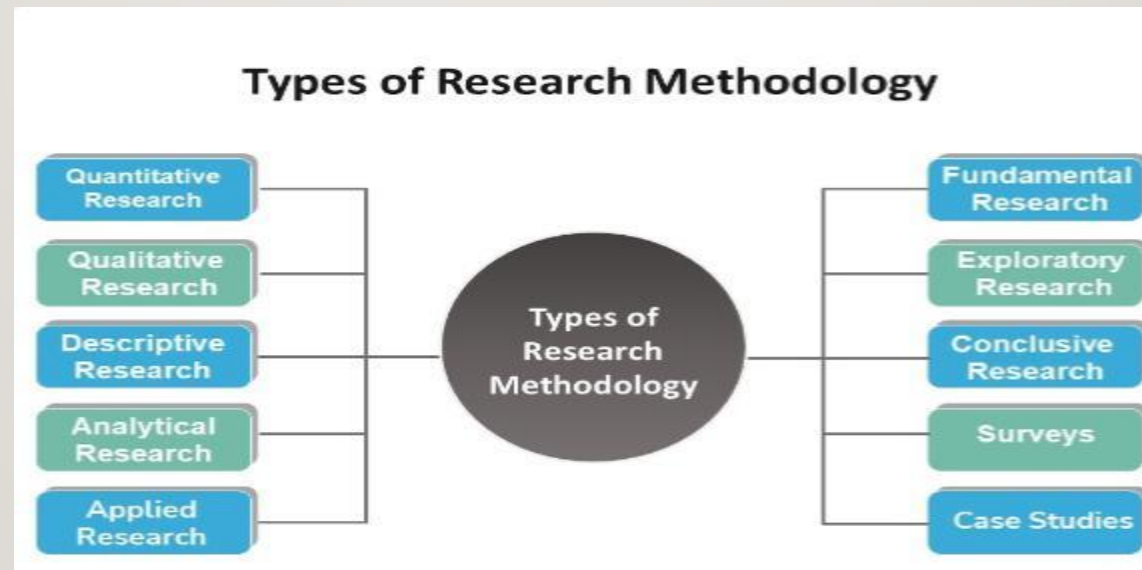 Types of Research Methodology
Quantitative
Research
Qualitative
Research
Descriptive
Research
Analytical
Research
Applied
Research
Types of
Research
Methodology
Fundamental
Research
Exploratory
Research
Conclusive
Research
Surveys
Case Studies